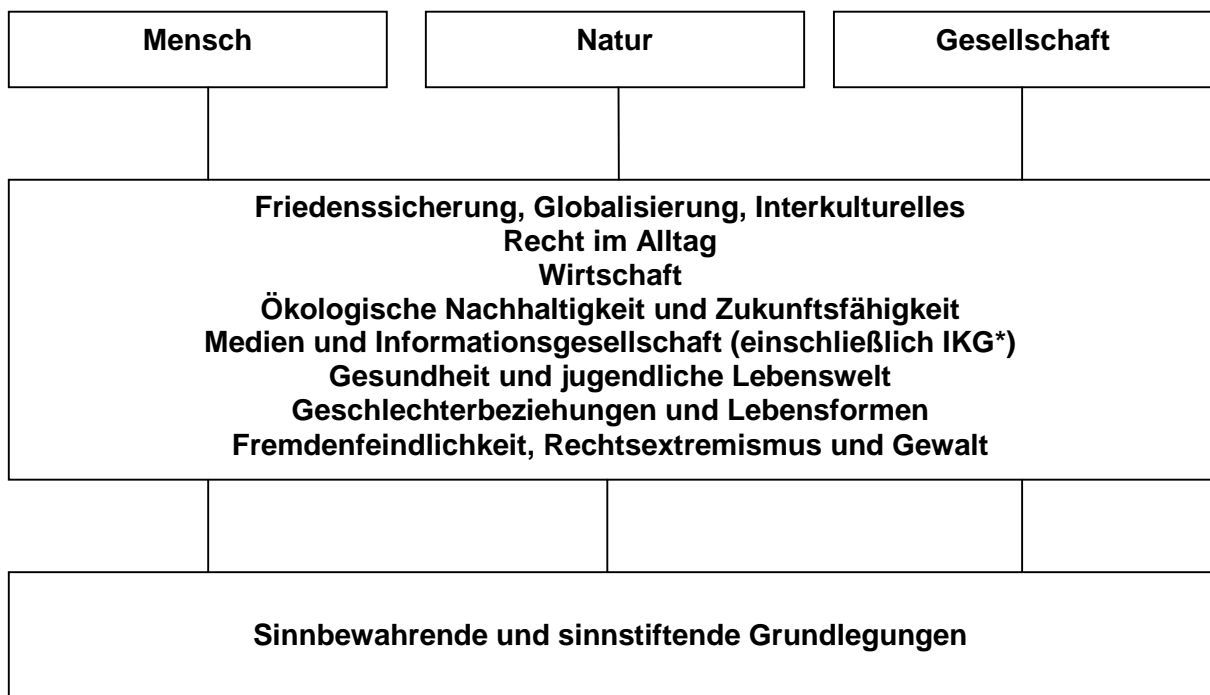 Mensch
Natur
Gesellschaft
Friedenssicherung, Globalisierung, Interkulturelles
Recht im Alltag
Wirtschaft
Ökologische Nachhaltigkeit und Zukunftsfähigkeit
Medien und Informationsgesellschaft (einschließlich IKG*)
Gesundheit und jugendliche Lebenswelt
Geschlechterbeziehungen und Lebensformen
Fremdenfeindlichkeit, Rechtsextremismus und Gewalt
Sinnbewahrende und sinnstiftende Grundlegungen